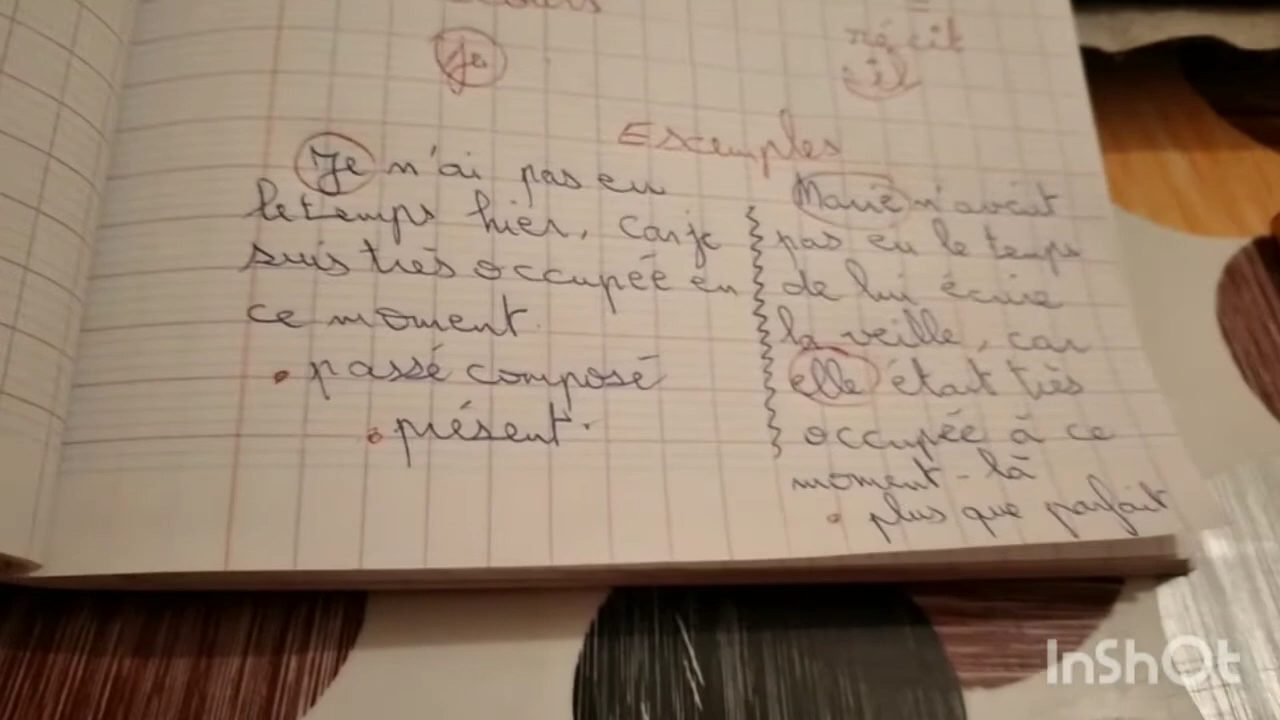 Je
récit
il
Exemples
Je n'ai pas eu
le temps hier, car je
suis très occupée en
ce moment.
• passé composé
• présent.
Marie n'avait
pas eu le temps
de lui écrire
la veille, car
elle était très
occupée à ce
moment-là
• plus que parfait
InShOt